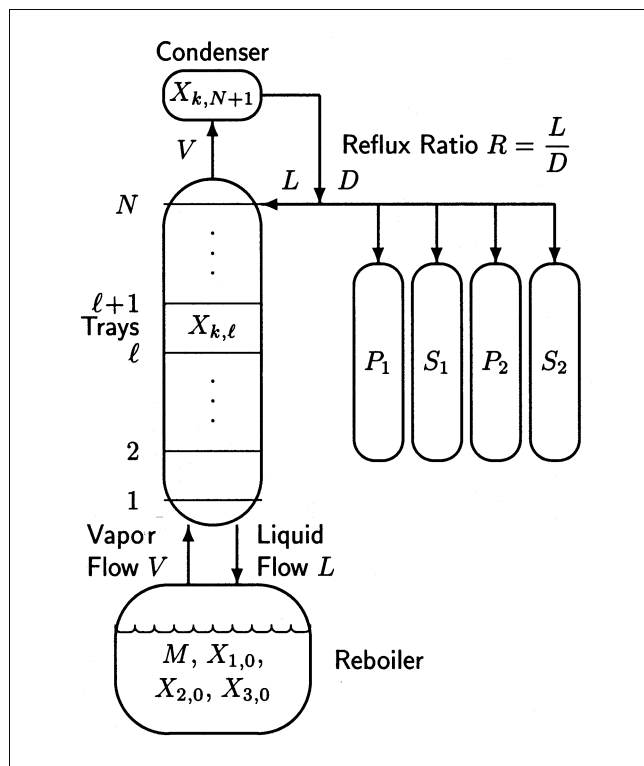 Condenser
X_{k,N+1}
V
Reflux Ratio R = L/D
L D
N
ℓ+1
Trays
X_{k,ℓ}
ℓ
P_1 S_1 P_2 S_2
2
1
Vapor
Flow V
Liquid
Flow L
M, X_{1,0},
X_{2,0}, X_{3,0}
Reboiler